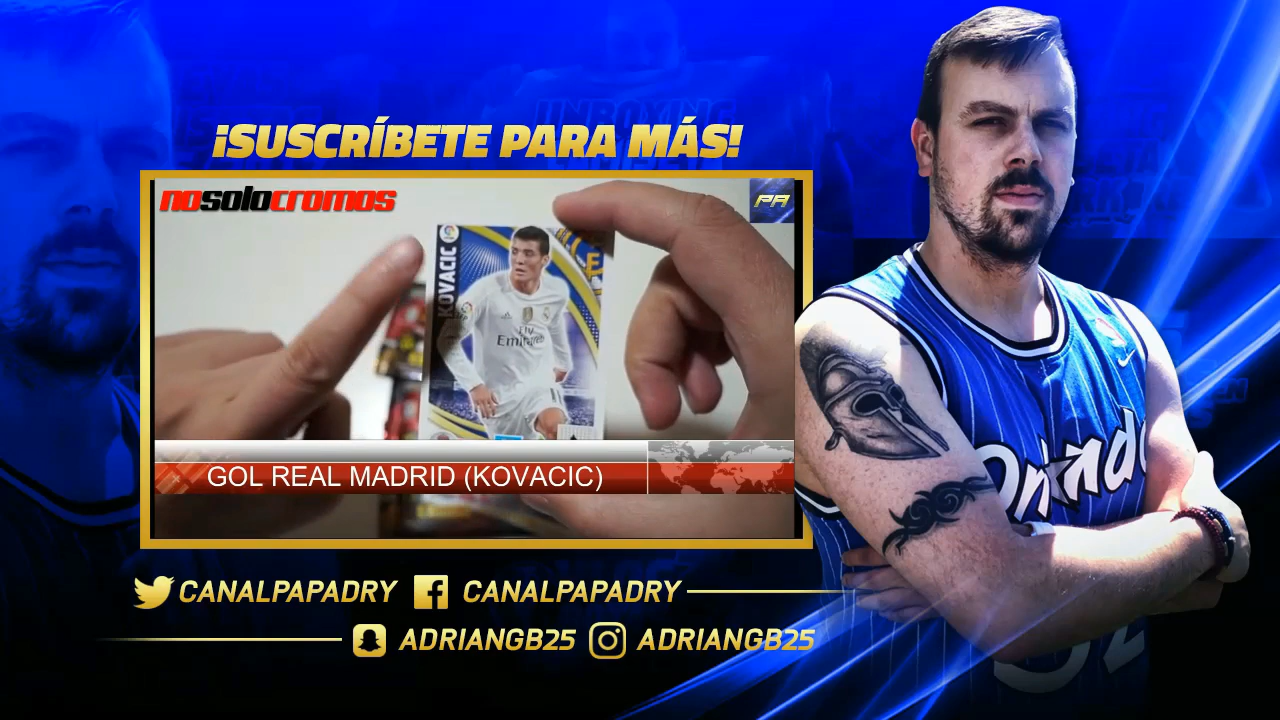 ¡SUSCRÍBETE PARA MÁS!
nosolocromos
PA
KOVACIC
Fly
Emirates
GOL REAL MADRID (KOVACIC)
Orlando
CANALPAPADRY CANALPAPADRY
ADRIANGB25 ADRIANGB25